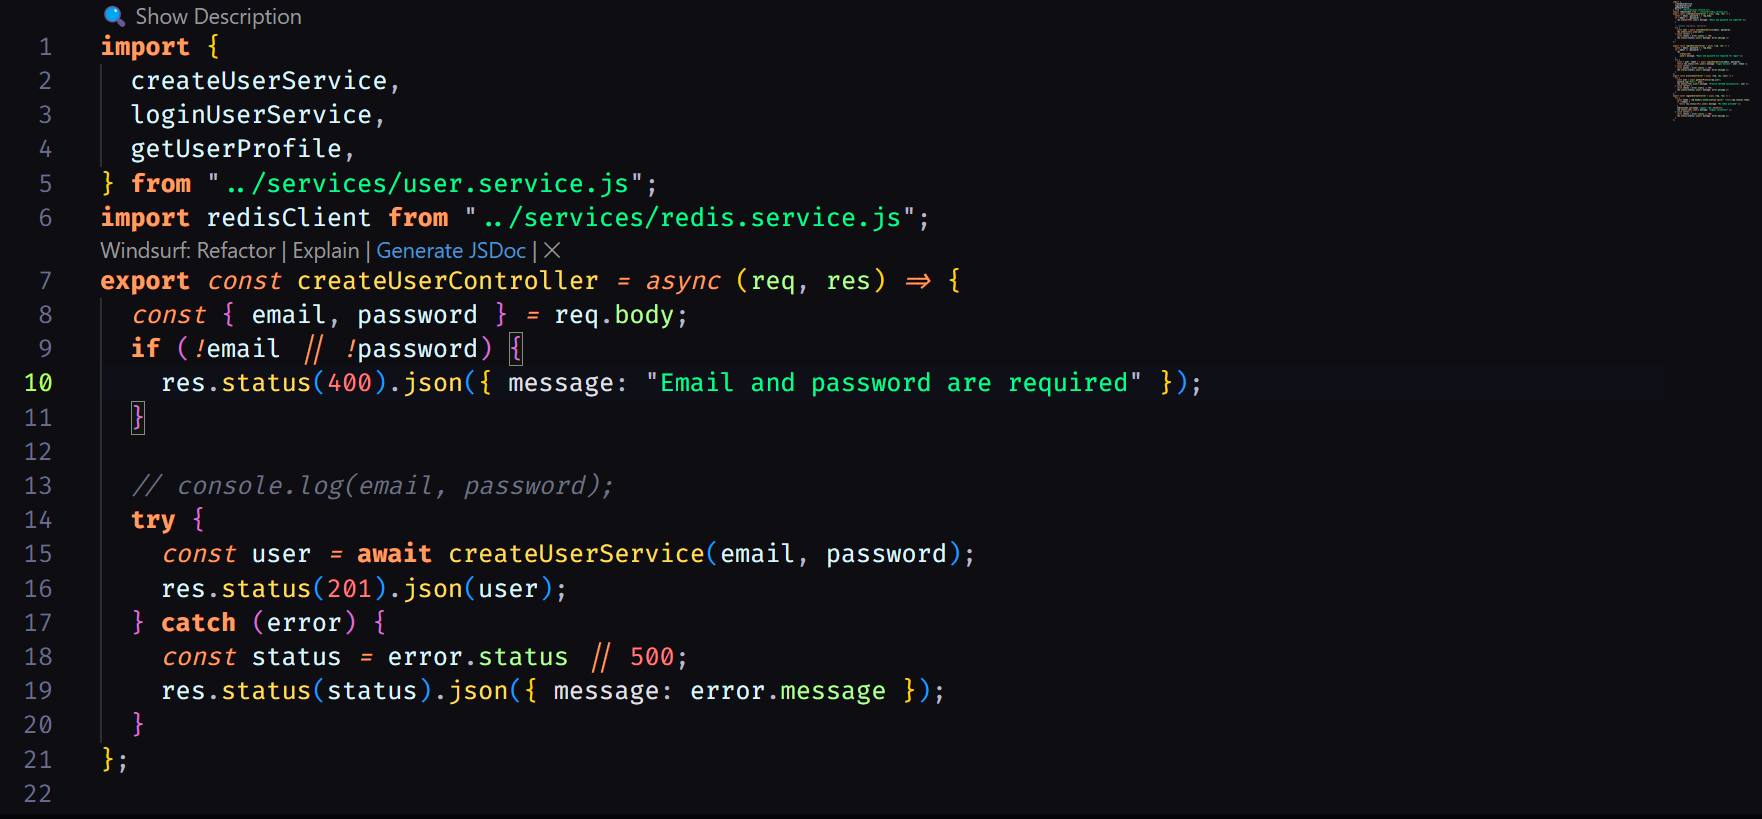 Show Description
1 import {
2   createUserService,
3   loginUserService,
4   getUserProfile,
5 } from "../services/user.service.js";
6 import redisClient from "../services/redis.service.js";
Windsurf: Refactor | Explain | Generate JSDoc | ✕
7 export const createUserController = async (req, res) => {
8   const { email, password } = req.body;
9   if (!email || !password) {
10     res.status(400).json({ message: "Email and password are required" });
11   }
12
13   // console.log(email, password);
14   try {
15     const user = await createUserService(email, password);
16     res.status(201).json(user);
17   } catch (error) {
18     const status = error.status || 500;
19     res.status(status).json({ message: error.message });
20   }
21 };
22